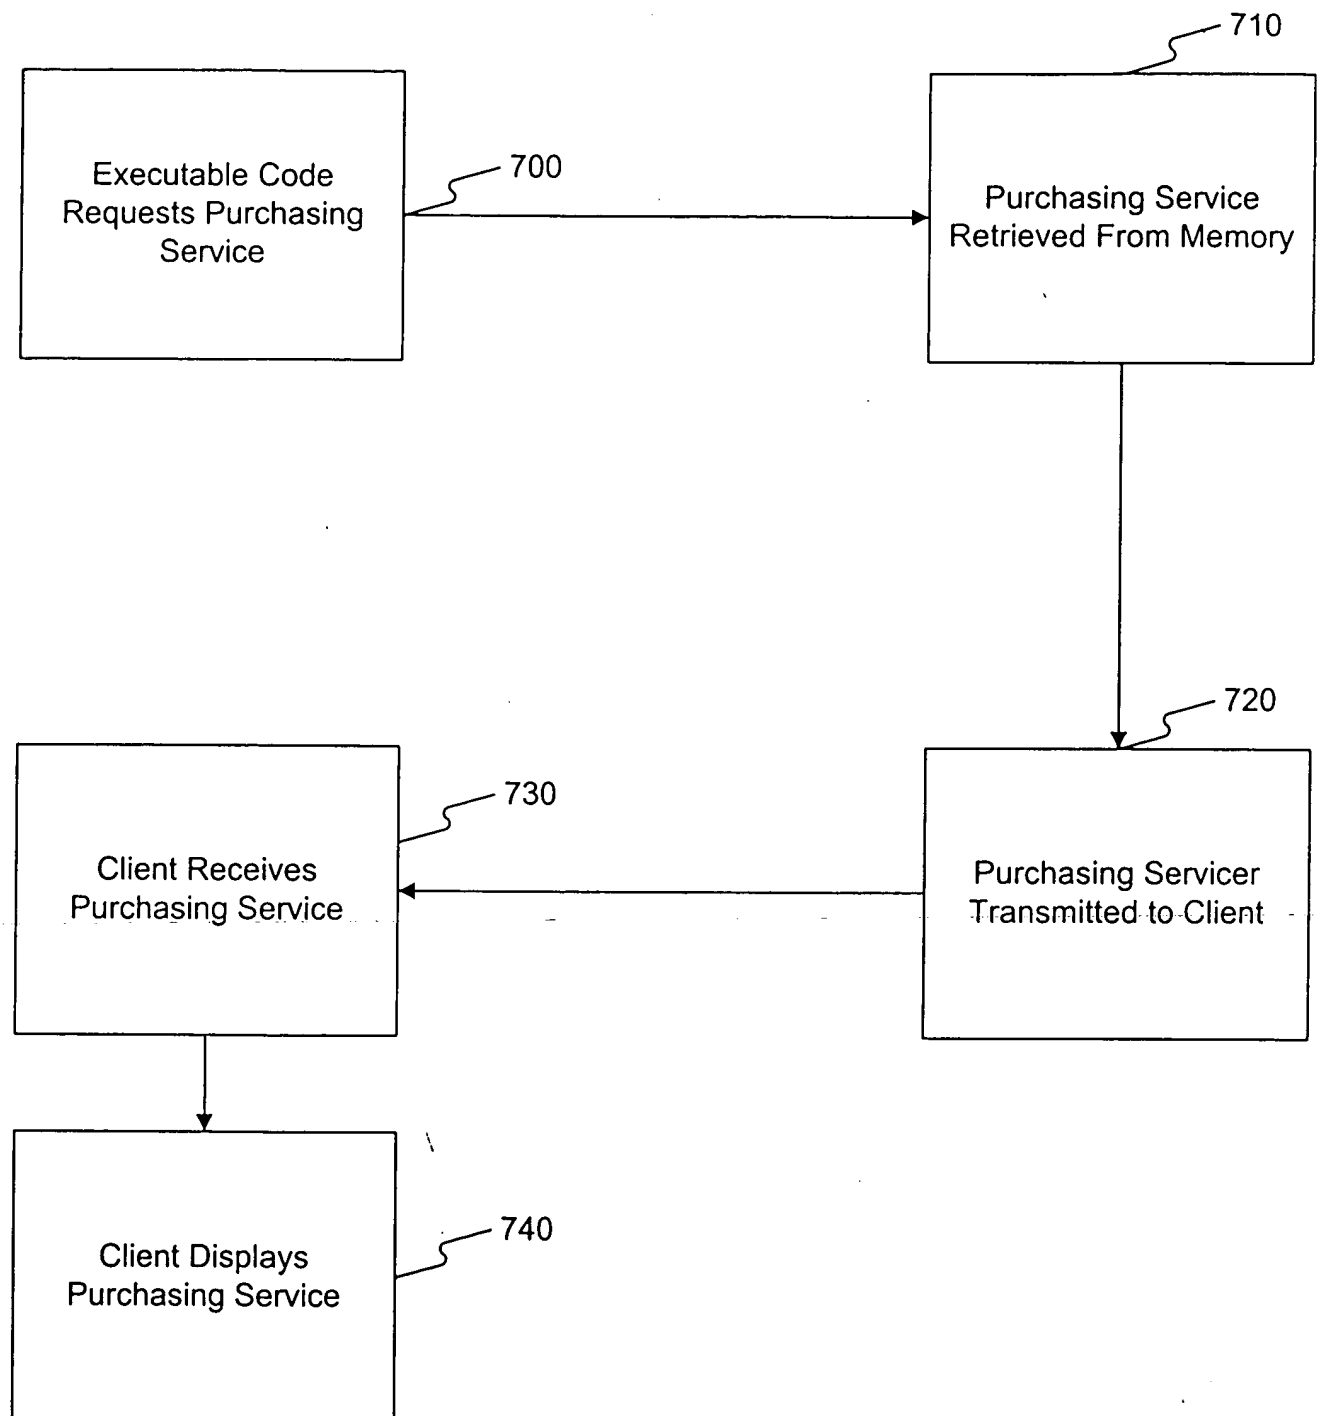 710
Executable Code
Requests Purchasing
Service
700
Purchasing Service
Retrieved From Memory
720
730
Client Receives
Purchasing Service
Purchasing Servicer
Transmitted to Client
740
Client Displays
Purchasing Service